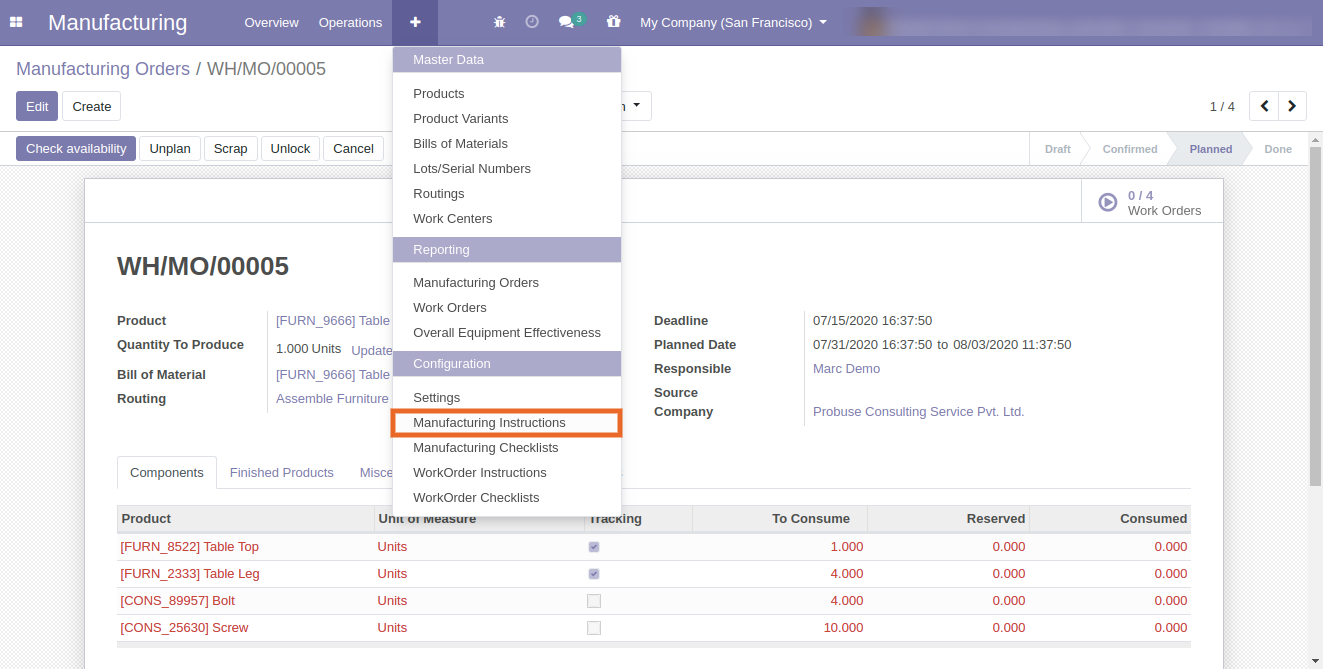 Manufacturing Overview Operations + 3 My Company (San Francisco)
Manufacturing Orders / WH/MO/00005
Edit Create 1 / 4
Check availability Unplan Scrap Unlock Cancel Draft Confirmed Planned Done
Master Data
Products
Product Variants
Bills of Materials
Lots/Serial Numbers
Routings
Work Centers
Reporting
Manufacturing Orders
Work Orders
Overall Equipment Effectiveness
Configuration
Settings
Manufacturing Instructions
Manufacturing Checklists
WorkOrder Instructions
WorkOrder Checklists
0 / 4
Work Orders
WH/MO/00005
Product [FURN_9666] Table
Quantity To Produce 1.000 Units Update
Bill of Material [FURN_9666] Table
Routing Assemble Furniture
Deadline 07/15/2020 16:37:50
Planned Date 07/31/2020 16:37:50 to 08/03/2020 11:37:50
Responsible Marc Demo
Source
Company Probuse Consulting Service Pvt. Ltd.
Components Finished Products Misce
Product Unit of Measure Tracking To Consume Reserved Consumed
[FURN_8522] Table Top Units 1.000 0.000 0.000
[FURN_2333] Table Leg Units 4.000 0.000 0.000
[CONS_89957] Bolt Units 4.000 0.000 0.000
[CONS_25630] Screw Units 10.000 0.000 0.000